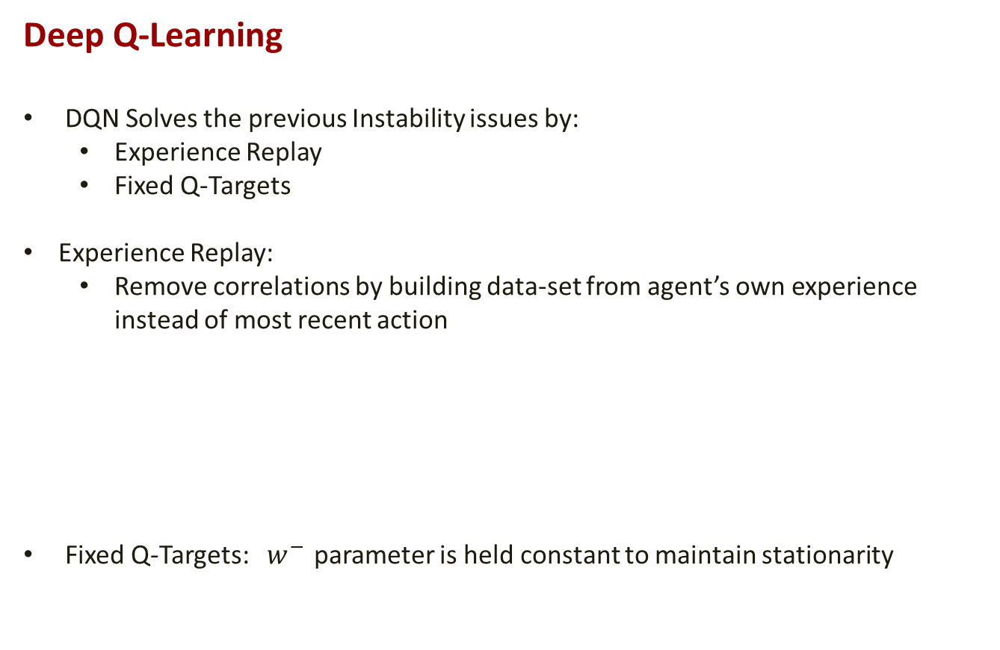 Deep Q-Learning
• DQN Solves the previous Instability issues by:
• Experience Replay
• Fixed Q-Targets
• Experience Replay:
• Remove correlations by building data-set from agent’s own experience
instead of most recent action
• Fixed Q-Targets: w⁻ parameter is held constant to maintain stationarity